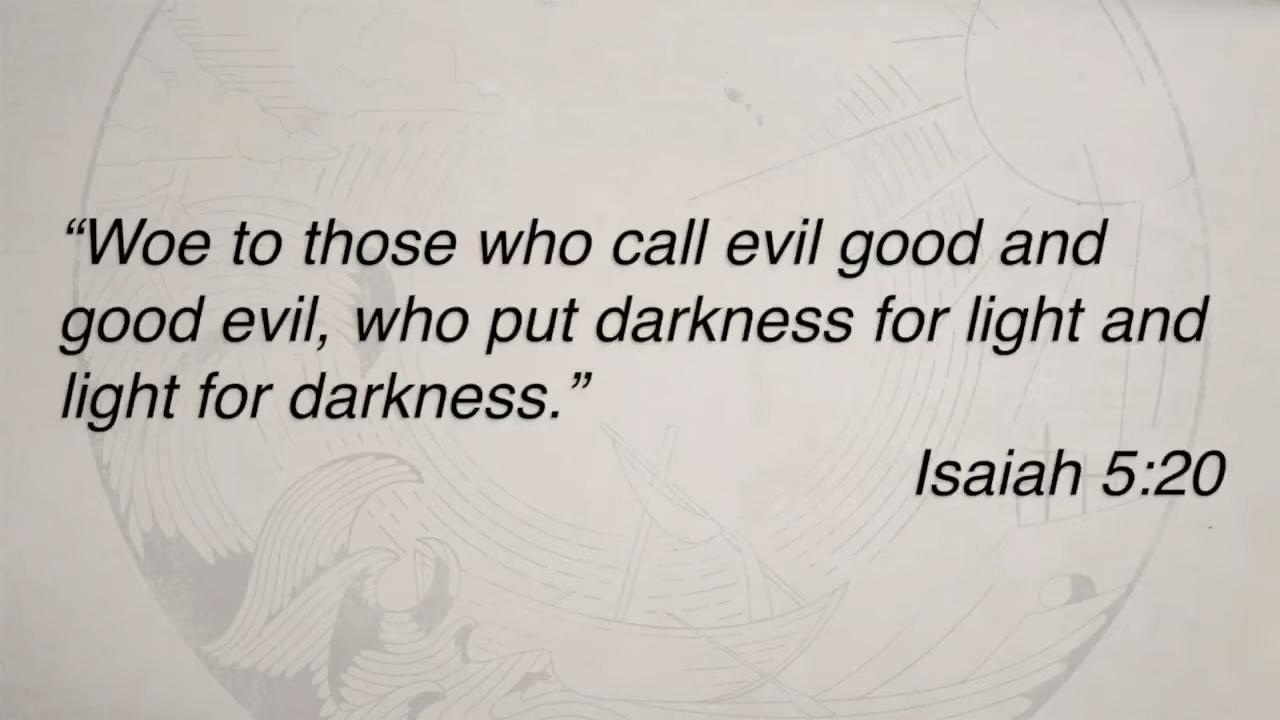 “Woe to those who call evil good and
good evil, who put darkness for light and
light for darkness.”
Isaiah 5:20